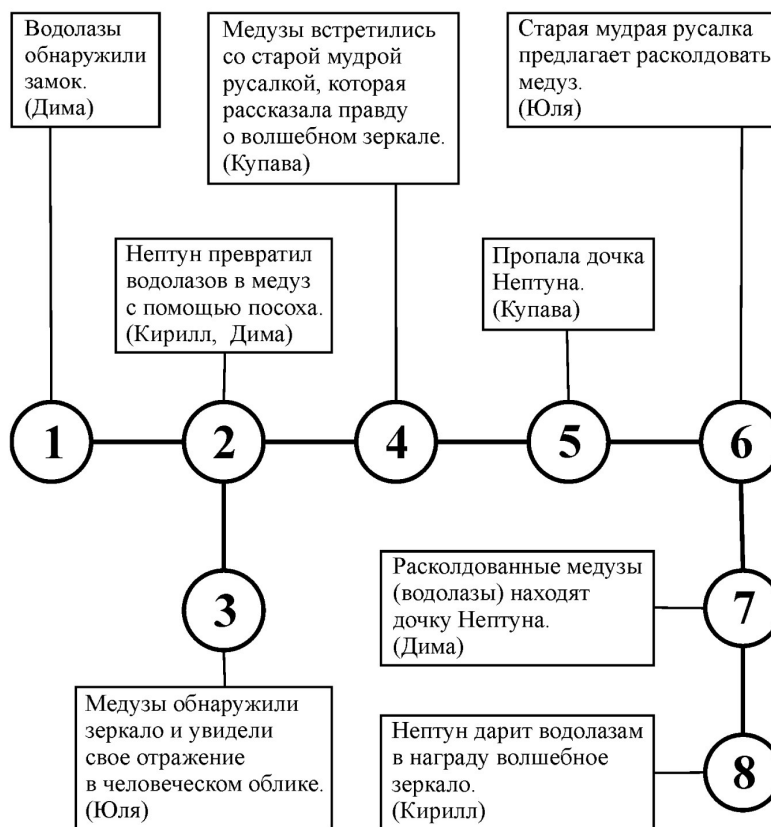 Водолазы
обнаружили
замок.
(Дима)
Медузы встретились
со старой мудрой
русалкой, которая
рассказала правду
о волшебном зеркале.
(Купава)
Старая мудрая русалка
предлагает расколдовать
медуз.
(Юля)
Нептун превратил
водолазов в медуз
с помощью посоха.
(Кирилл, Дима)
Пропала дочка
Нептуна.
(Купава)
1
2
4
5
6
3
Расколдованные медузы
(водолазы) находят
дочку Нептуна.
(Дима)
7
Медузы обнаружили
зеркало и увидели
свое отражение
в человеческом облике.
(Юля)
Нептун дарит водолазам
в награду волшебное
зеркало.
(Кирилл)
8